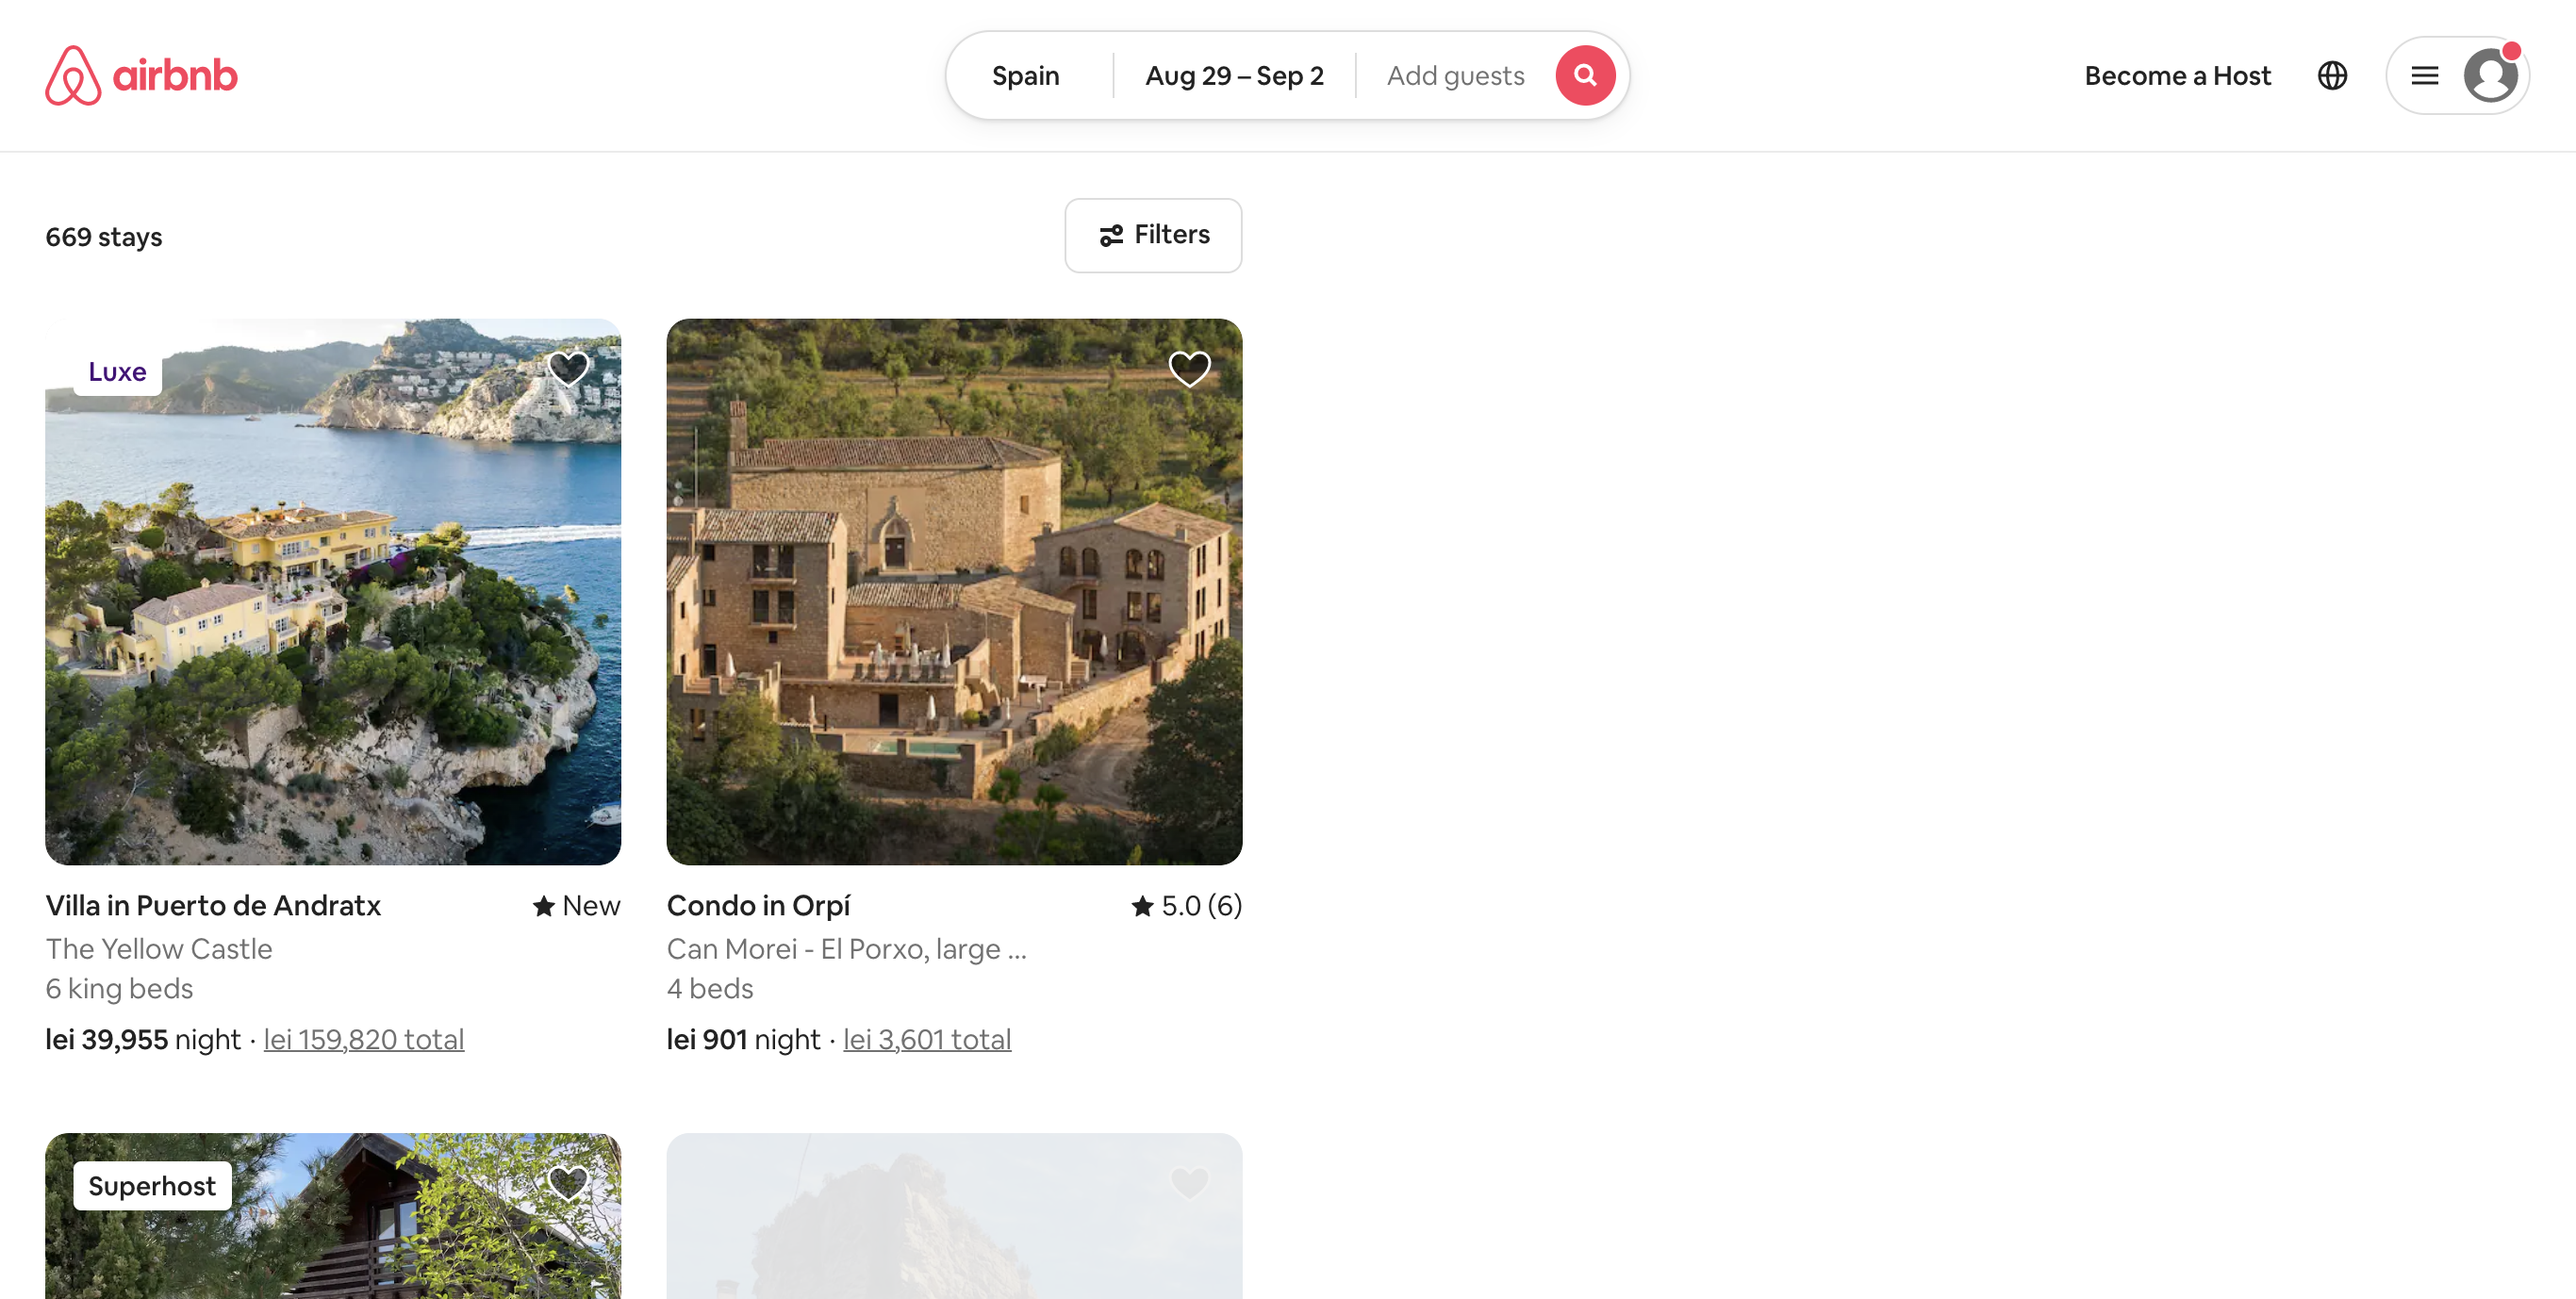 airbnb
Spain
Aug 29 – Sep 2
Add guests
Become a Host
669 stays
Filters
Luxe
Villa in Puerto de Andratx
New
The Yellow Castle
6 king beds
lei 39,955 night · lei 159,820 total
Condo in Orpí
5.0 (6)
Can Morei - El Porxo, large ...
4 beds
lei 901 night · lei 3,601 total
Superhost